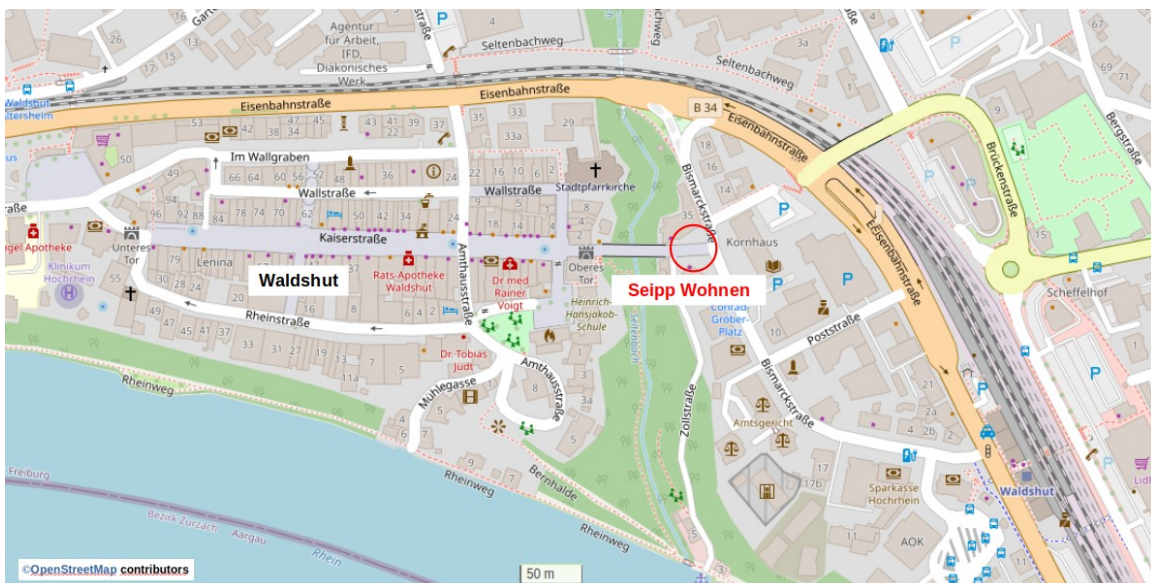 Agentur
für Arbeit,
IFD,
Diakonisches
Werk
Seltenbachweg
Seltenbachweg
Eisenbahnstraße
Eisenbahnstraße
B 34
Eisenbahnstraße
Bergstraße
Brückenstraße
Im Wallgraben
Wallstraße
Wallstraße
Stadtpfarrkirche
Bismarckstraße
Kaiserstraße
Amthausstraße
Kornhaus
Unteres
Tor
Lenina
Klinikum
Hochrhein
Waldshut
Rats-Apotheke
Waldshut
Dr med
Rainer
Voigt
Oberes
Tor
Seipp Wohnen
Conrad-
Gröber-
Platz
Heinrich-
Hansjakob-
Schule
Seltenbach
Scheffelhof
Poststraße
Rheinstraße
Dr. Tobias
Judt
Mühlegasse
Amthausstraße
Zollstraße
Bismarckstraße
Amtsgericht
Rheinweg
Rheinweg
Bernhalde
Rheinweg
Sparkasse
Hochrhein
Waldshut
AOK
Freiburg
Bezirk Zurzach
Aargau
Rhein
©OpenStreetMap contributors
50 m